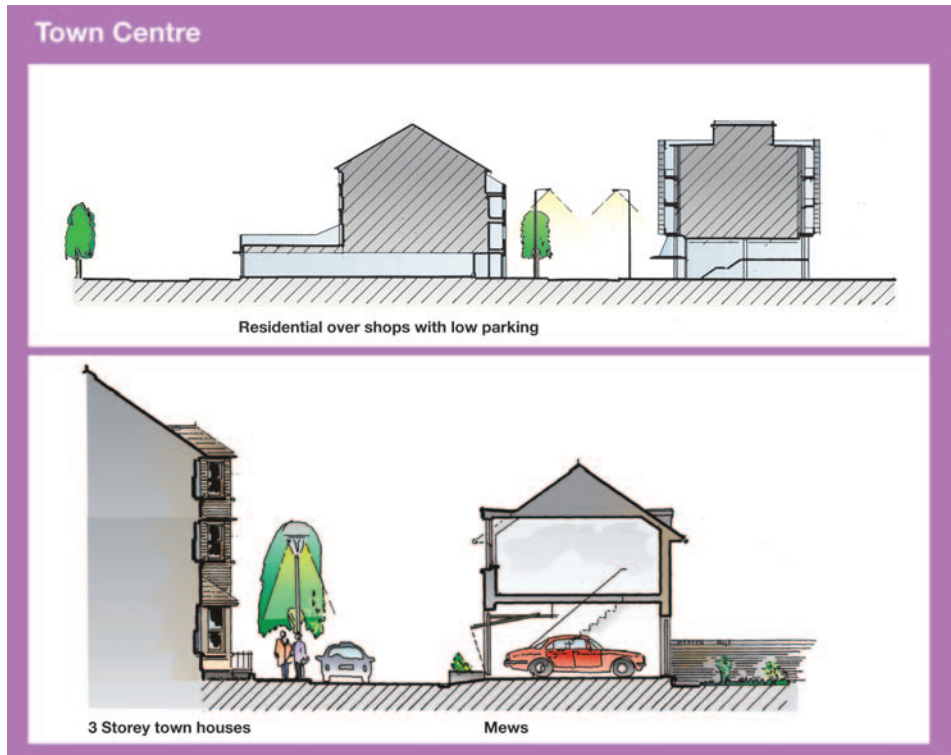 Town Centre
Residential over shops with low parking
3 Storey town houses
Mews